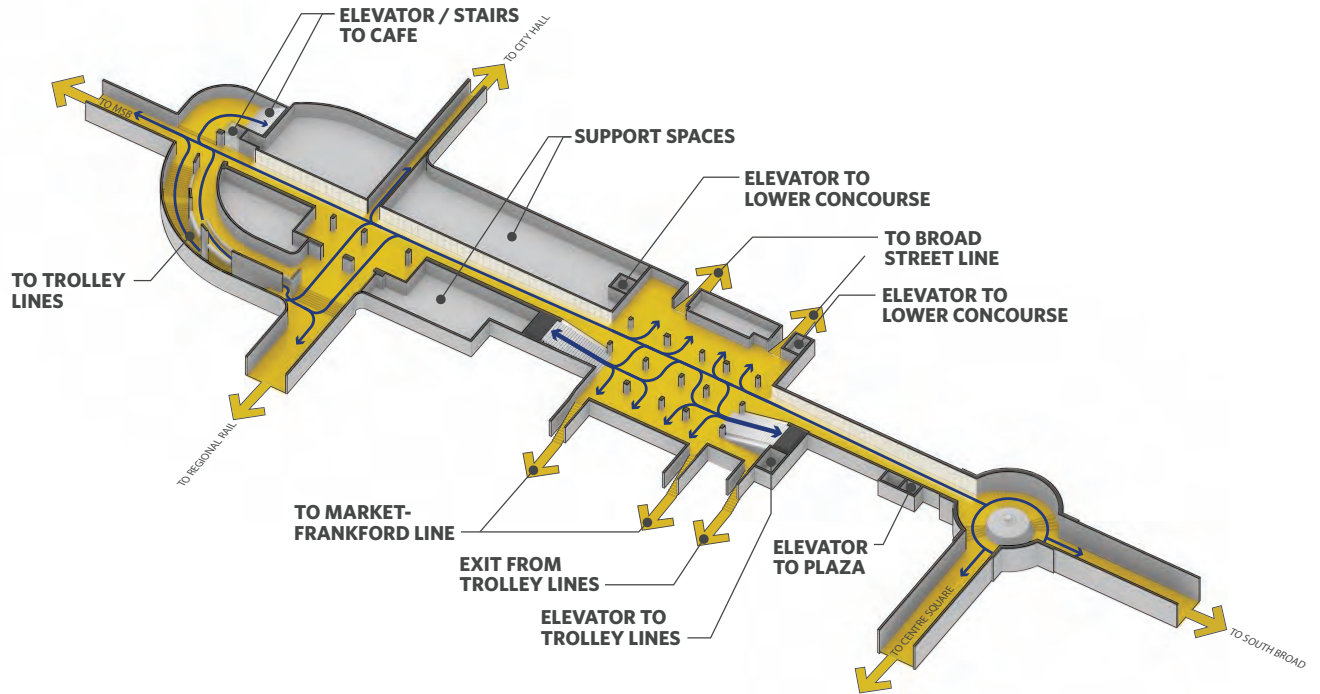 ELEVATOR / STAIRS
TO CAFE
TO CITY HALL
TO MSB
SUPPORT SPACES
ELEVATOR TO
LOWER CONCOURSE
TO BROAD
STREET LINE
TO TROLLEY
LINES
ELEVATOR TO
LOWER CONCOURSE
TO REGIONAL RAIL
TO MARKET-
FRANKFORD LINE
EXIT FROM
TROLLEY LINES
ELEVATOR
TO PLAZA
ELEVATOR TO
TROLLEY LINES
TO CENTRE SQUARE
TO SOUTH BROAD